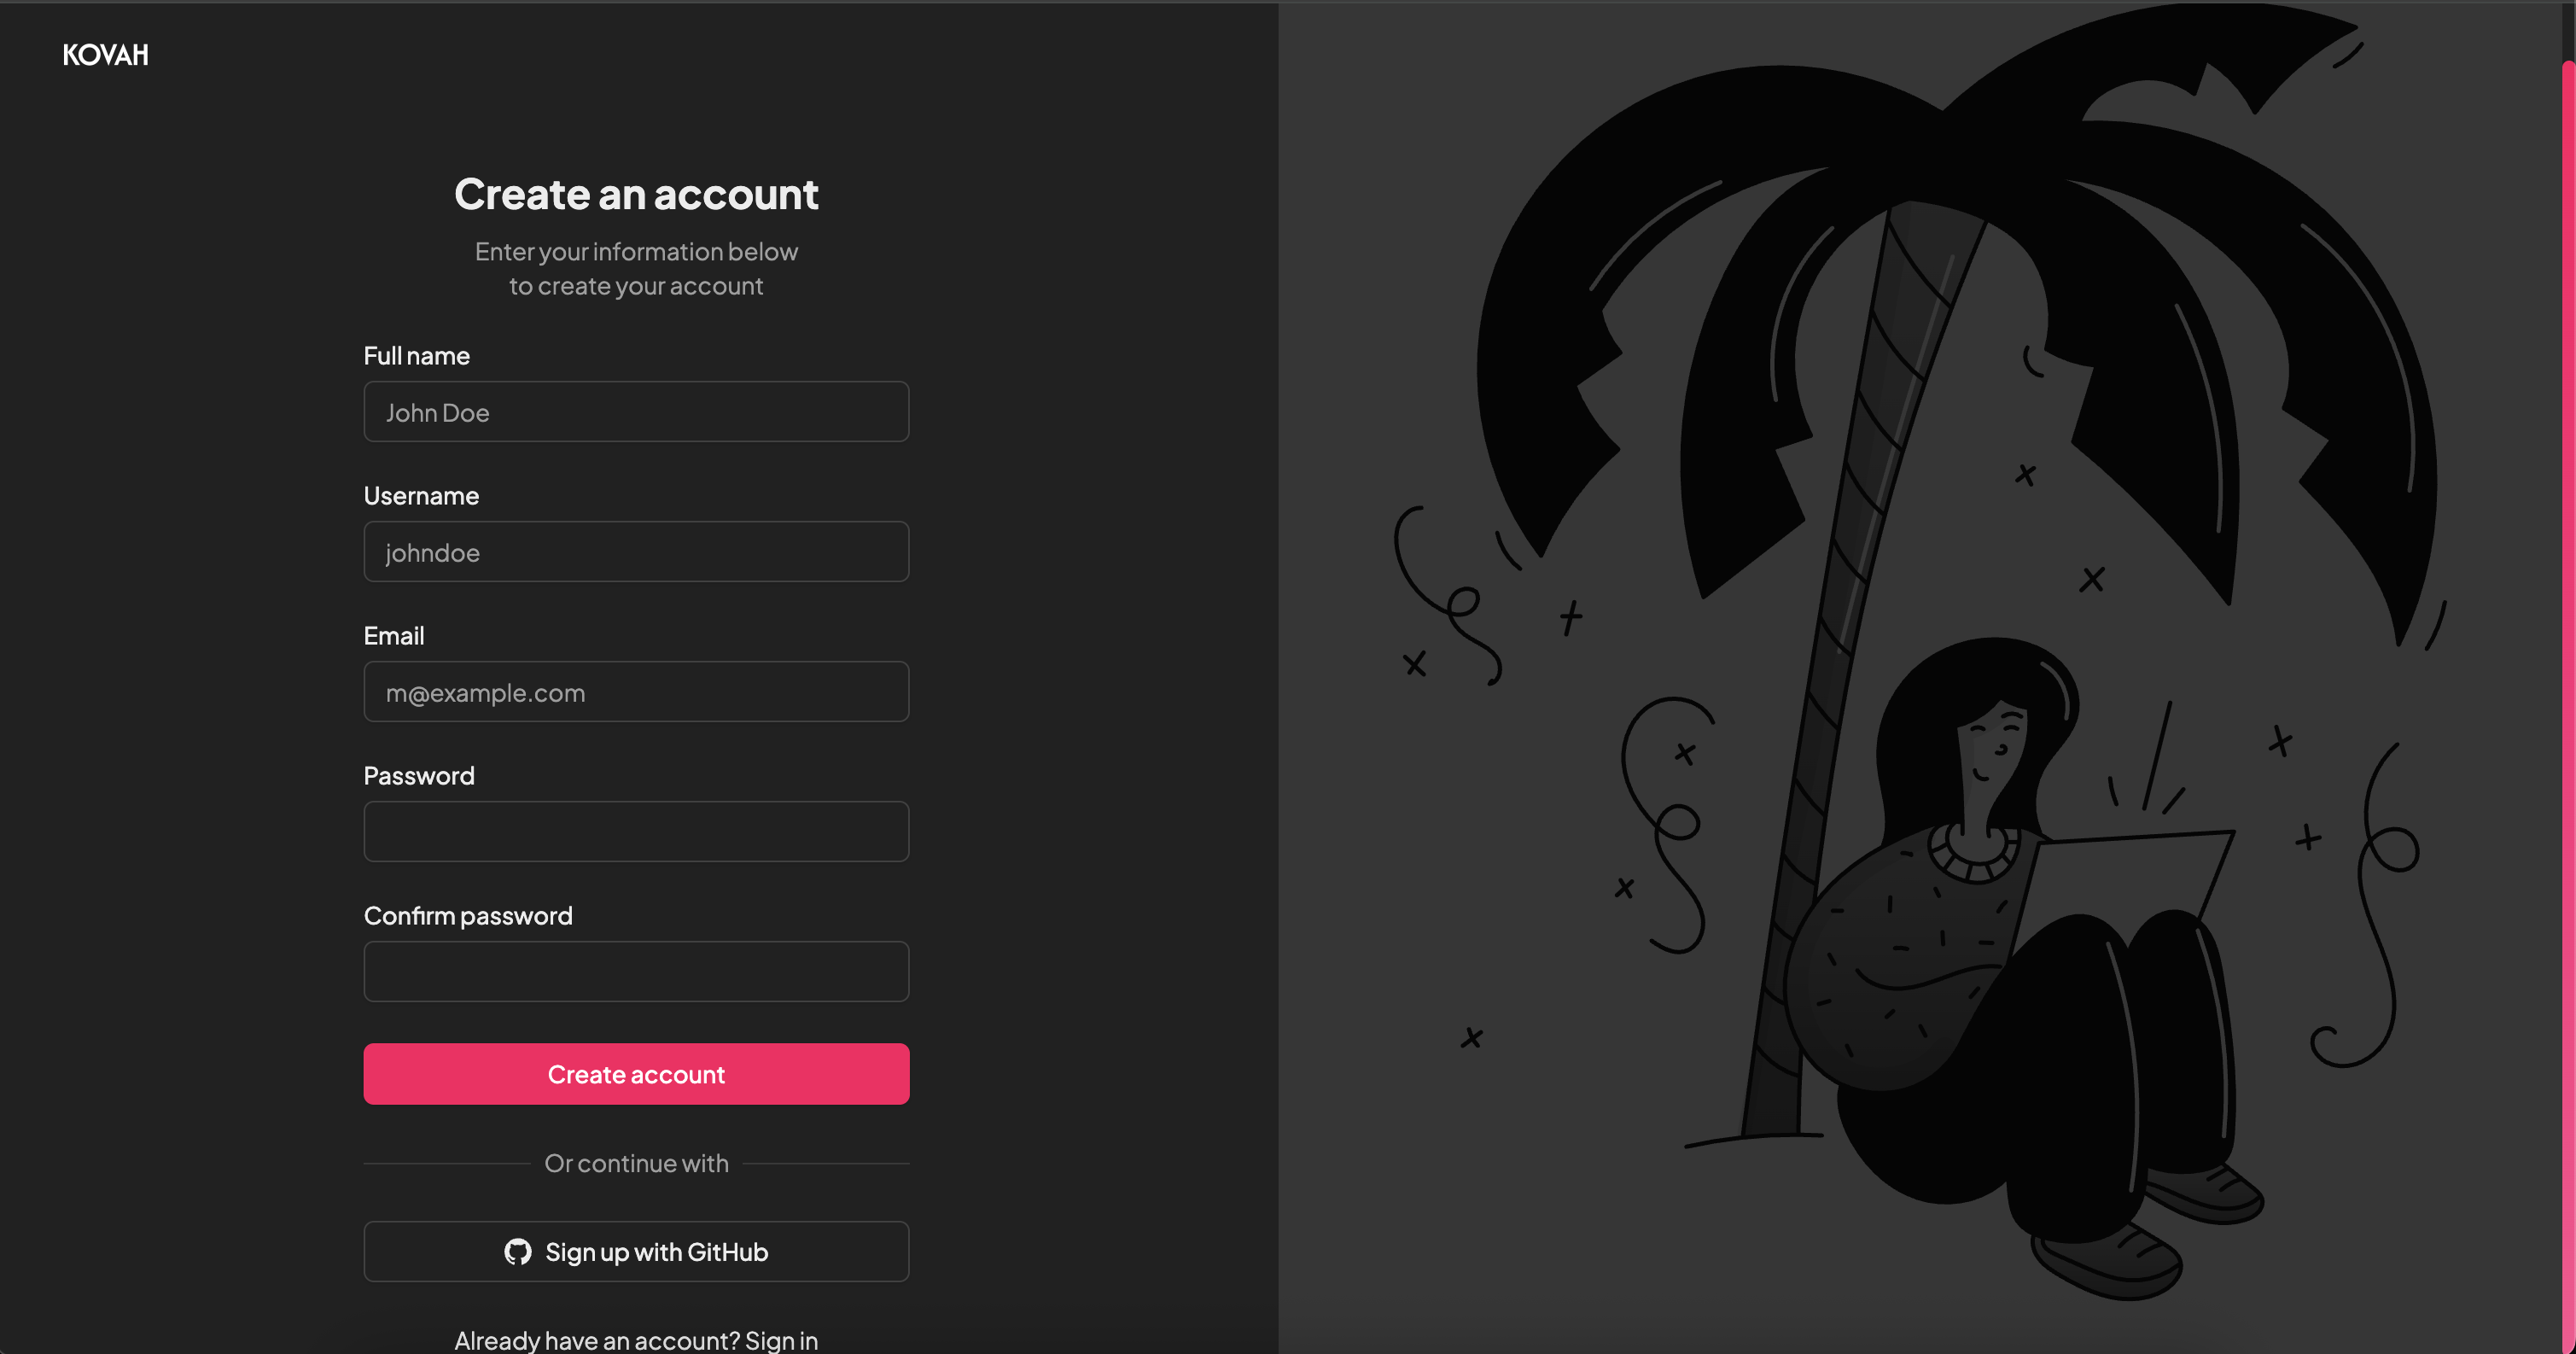 KOVAH
Create an account
Enter your information below
to create your account
Full name
John Doe
Username
johndoe
Email
m@example.com
Password
Confirm password
Create account
Or continue with
Sign up with GitHub
Already have an account? Sign in